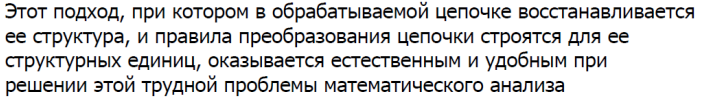 Этот подход, при котором в обрабатываемой цепочке восстанавливается
ее структура, и правила преобразования цепочки строятся для ее
структурных единиц, оказывается естественным и удобным при
решении этой трудной проблемы математического анализа